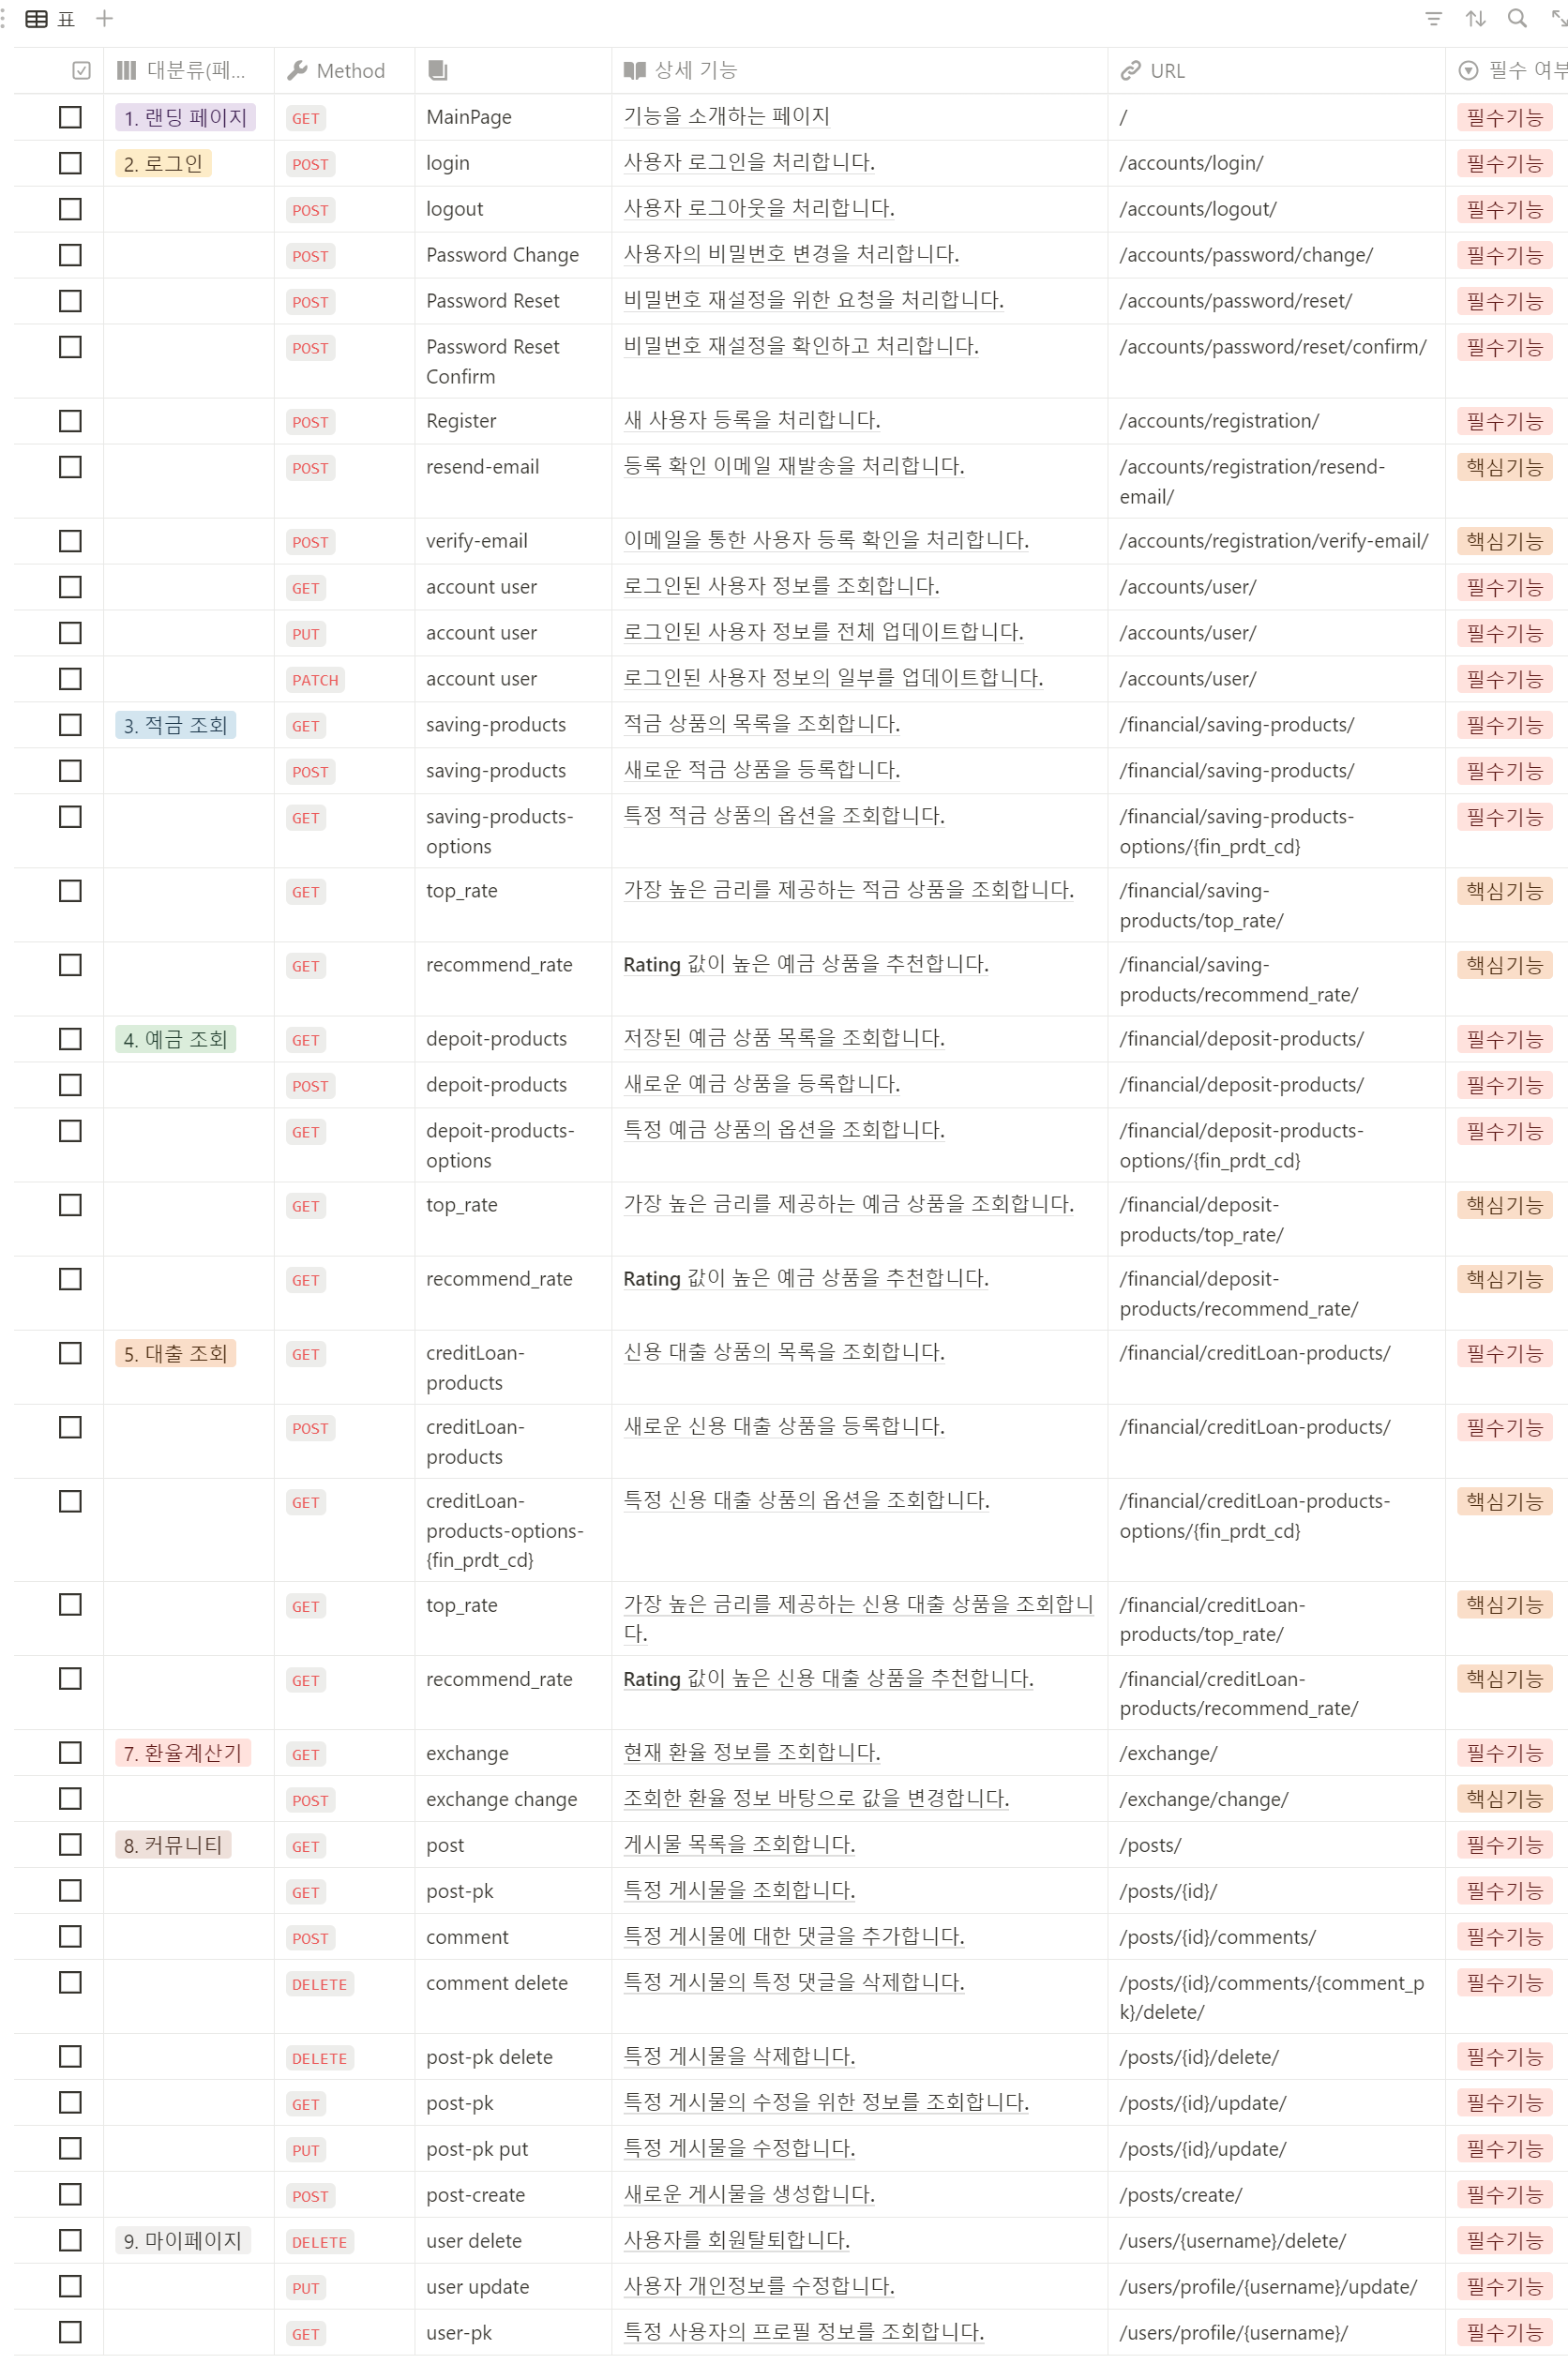 표
대분류(페... Method 상세 기능 URL 필수 여부
1. 랜딩 페이지 GET MainPage 기능을 소개하는 페이지 / 필수기능
2. 로그인 POST login 사용자 로그인을 처리합니다. /accounts/login/ 필수기능
POST logout 사용자 로그아웃을 처리합니다. /accounts/logout/ 필수기능
POST Password Change 사용자의 비밀번호 변경을 처리합니다. /accounts/password/change/ 필수기능
POST Password Reset 비밀번호 재설정을 위한 요청을 처리합니다. /accounts/password/reset/ 필수기능
POST Password Reset 비밀번호 재설정을 확인하고 처리합니다. /accounts/password/reset/confirm/ 필수기능
Confirm
POST Register 새 사용자 등록을 처리합니다. /accounts/registration/ 필수기능
POST resend-email 등록 확인 이메일 재발송을 처리합니다. /accounts/registration/resend- 핵심기능
email/
POST verify-email 이메일을 통한 사용자 등록 확인을 처리합니다. /accounts/registration/verify-email/ 핵심기능
GET account user 로그인된 사용자 정보를 조회합니다. /accounts/user/ 필수기능
PUT account user 로그인된 사용자 정보를 전체 업데이트합니다. /accounts/user/ 필수기능
PATCH account user 로그인된 사용자 정보의 일부를 업데이트합니다. /accounts/user/ 필수기능
3. 적금 조회 GET saving-products 적금 상품의 목록을 조회합니다. /financial/saving-products/ 필수기능
POST saving-products 새로운 적금 상품을 등록합니다. /financial/saving-products/ 필수기능
GET saving-products- 특정 적금 상품의 옵션을 조회합니다. /financial/saving-products- 필수기능
options options/{fin_prdt_cd}
GET top_rate 가장 높은 금리를 제공하는 적금 상품을 조회합니다. /financial/saving- 핵심기능
products/top_rate/
GET recommend_rate Rating 값이 높은 예금 상품을 추천합니다. /financial/saving- 핵심기능
products/recommend_rate/
4. 예금 조회 GET depoit-products 저장된 예금 상품 목록을 조회합니다. /financial/deposit-products/ 필수기능
POST depoit-products 새로운 예금 상품을 등록합니다. /financial/deposit-products/ 필수기능
GET depoit-products- 특정 예금 상품의 옵션을 조회합니다. /financial/deposit-products- 필수기능
options options/{fin_prdt_cd}
GET top_rate 가장 높은 금리를 제공하는 예금 상품을 조회합니다. /financial/deposit- 핵심기능
products/top_rate/
GET recommend_rate Rating 값이 높은 예금 상품을 추천합니다. /financial/deposit- 핵심기능
products/recommend_rate/
5. 대출 조회 GET creditLoan- 신용 대출 상품의 목록을 조회합니다. /financial/creditLoan-products/ 필수기능
products
POST creditLoan- 새로운 신용 대출 상품을 등록합니다. /financial/creditLoan-products/ 필수기능
products
GET creditLoan- 특정 신용 대출 상품의 옵션을 조회합니다. /financial/creditLoan-products- 핵심기능
products-options- options/{fin_prdt_cd}
{fin_prdt_cd}
GET top_rate 가장 높은 금리를 제공하는 신용 대출 상품을 조회합니 /financial/creditLoan- 핵심기능
다. products/top_rate/
GET recommend_rate Rating 값이 높은 신용 대출 상품을 추천합니다. /financial/creditLoan- 핵심기능
products/recommend_rate/
7. 환율계산기 GET exchange 현재 환율 정보를 조회합니다. /exchange/ 필수기능
POST exchange change 조회한 환율 정보 바탕으로 값을 변경합니다. /exchange/change/ 핵심기능
8. 커뮤니티 GET post 게시물 목록을 조회합니다. /posts/ 필수기능
GET post-pk 특정 게시물을 조회합니다. /posts/{id}/ 필수기능
POST comment 특정 게시물에 대한 댓글을 추가합니다. /posts/{id}/comments/ 필수기능
DELETE comment delete 특정 게시물의 특정 댓글을 삭제합니다. /posts/{id}/comments/{comment_p 필수기능
k}/delete/
DELETE post-pk delete 특정 게시물을 삭제합니다. /posts/{id}/delete/ 필수기능
GET post-pk 특정 게시물의 수정을 위한 정보를 조회합니다. /posts/{id}/update/ 필수기능
PUT post-pk put 특정 게시물을 수정합니다. /posts/{id}/update/ 필수기능
POST post-create 새로운 게시물을 생성합니다. /posts/create/ 필수기능
9. 마이페이지 DELETE user delete 사용자를 회원탈퇴합니다. /users/{username}/delete/ 필수기능
PUT user update 사용자 개인정보를 수정합니다. /users/profile/{username}/update/ 필수기능
GET user-pk 특정 사용자의 프로필 정보를 조회합니다. /users/profile/{username}/ 필수기능